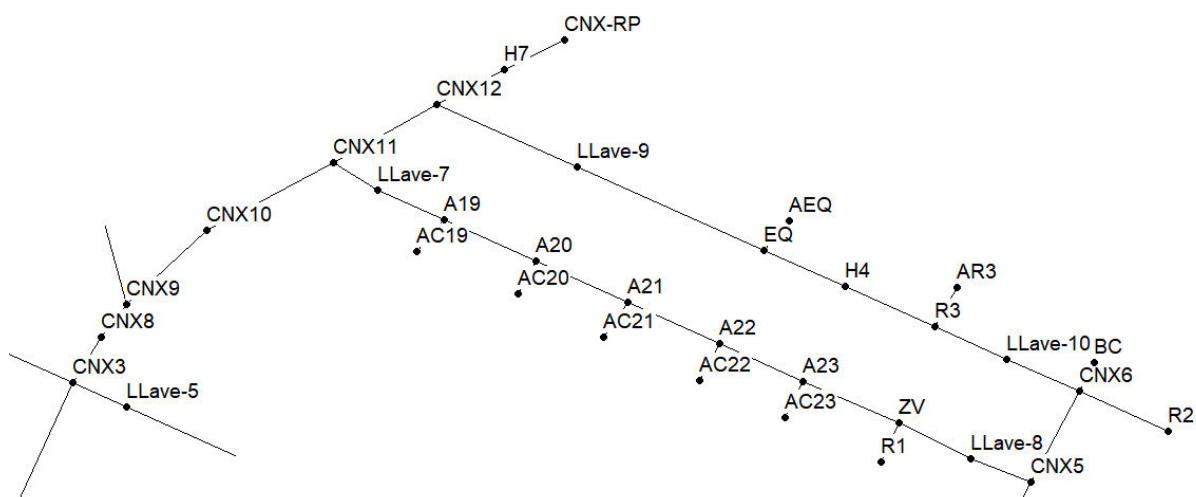 CNX-RP
H7
CNX12
CNX11
LLave-9
LLave-7
CNX10
A19
AEQ
AC19
A20
EQ
AC20
A21
H4
AR3
CNX9
AC21
A22
R3
CNX8
LLave-10
BC
CNX3
AC22
A23
CNX6
LLave-5
AC23
ZV
R2
R1
LLave-8
CNX5